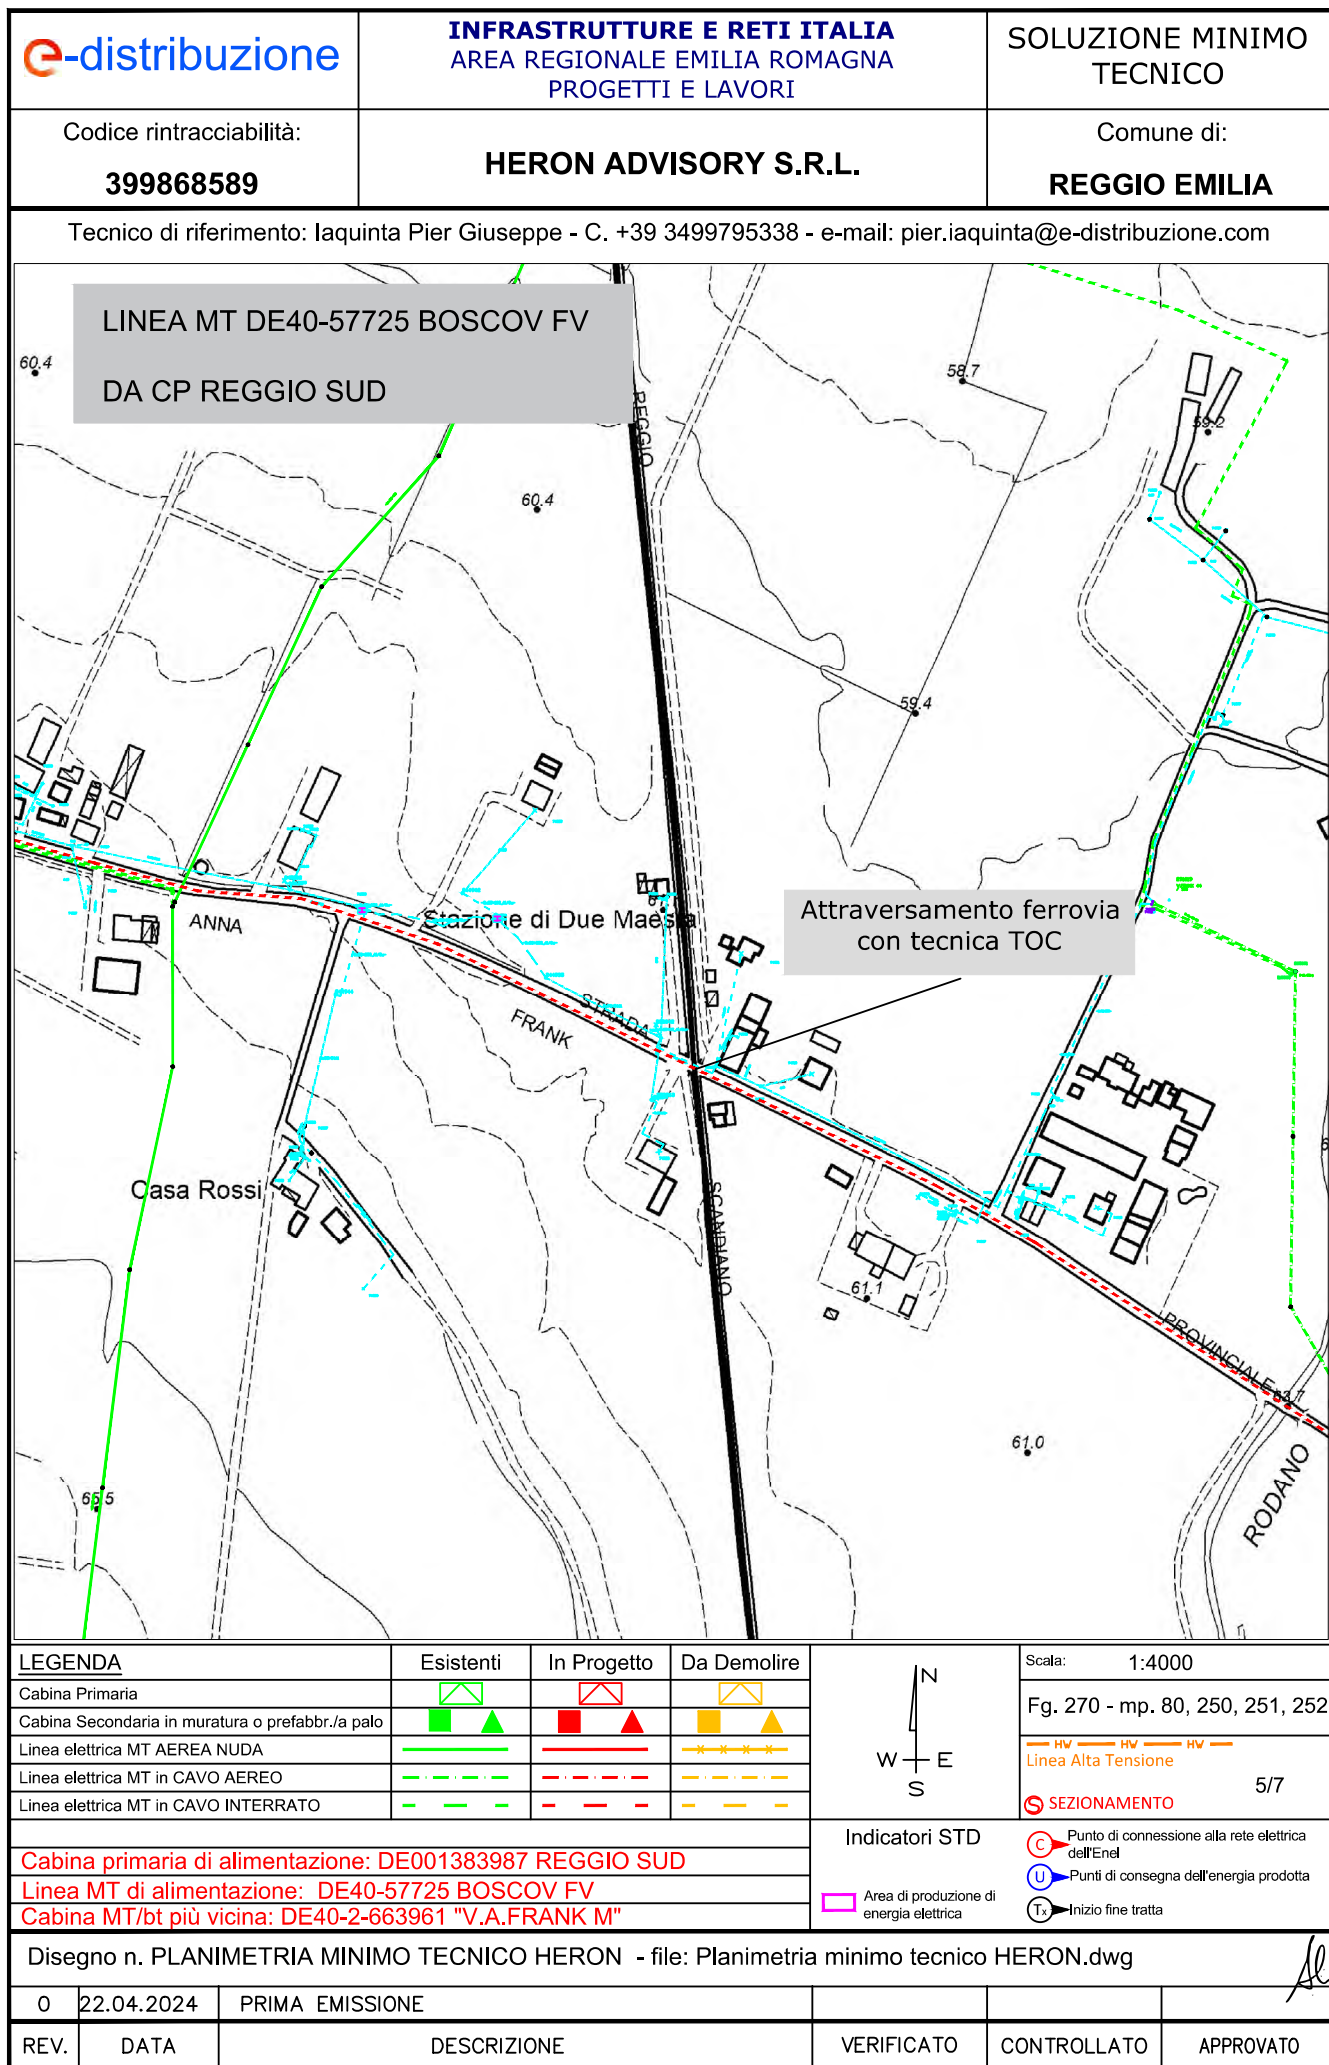 e-distribuzione
INFRASTRUTTURE E RETI ITALIA
AREA REGIONALE EMILIA ROMAGNA
PROGETTI E LAVORI
SOLUZIONE MINIMO
TECNICO
Codice rintracciabilità:
399868589
HERON ADVISORY S.R.L.
Comune di:
REGGIO EMILIA
Tecnico di riferimento: Iaquinta Pier Giuseppe - C. +39 3499795338 - e-mail: pier.iaquinta@e-distribuzione.com
LINEA MT DE40-57725 BOSCOV FV
DA CP REGGIO SUD
60.4
58.7
59.2
REGGIO
60.4
59.4
Attraversamento ferrovia
con tecnica TOC
ANNA
Stazione di Due Maestà
STRADA
FRANK
Casa Rossi
SCANDIANO
61.1
PROVINCIALE
63.7
61.0
RODANO
65.5
LEGENDA
Esistenti
In Progetto
Da Demolire
Cabina Primaria
Cabina Secondaria in muratura o prefabbr./a palo
Linea elettrica MT AEREA NUDA
Linea elettrica MT in CAVO AEREO
Linea elettrica MT in CAVO INTERRATO
N
W E
S
Scala: 1:4000
Fg. 270 - mp. 80, 250, 251, 252
HW HW HW
Linea Alta Tensione
5/7
S SEZIONAMENTO
Cabina primaria di alimentazione: DE001383987 REGGIO SUD
Linea MT di alimentazione: DE40-57725 BOSCOV FV
Cabina MT/bt più vicina: DE40-2-663961 "V.A.FRANK M"
Indicatori STD
Area di produzione di
energia elettrica
C Punto di connessione alla rete elettrica
dell'Enel
U Punti di consegna dell'energia prodotta
Tx Inizio fine tratta
Disegno n. PLANIMETRIA MINIMO TECNICO HERON - file: Planimetria minimo tecnico HERON.dwg
0 22.04.2024 PRIMA EMISSIONE
REV. DATA DESCRIZIONE VERIFICATO CONTROLLATO APPROVATO